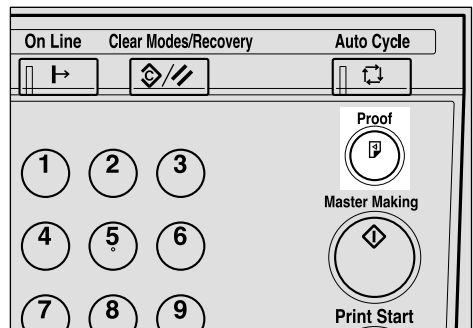 On Line Clear Modes/Recovery Auto Cycle
Proof
1 2 3
Master Making
4 5 6
7 8 9
Print Start